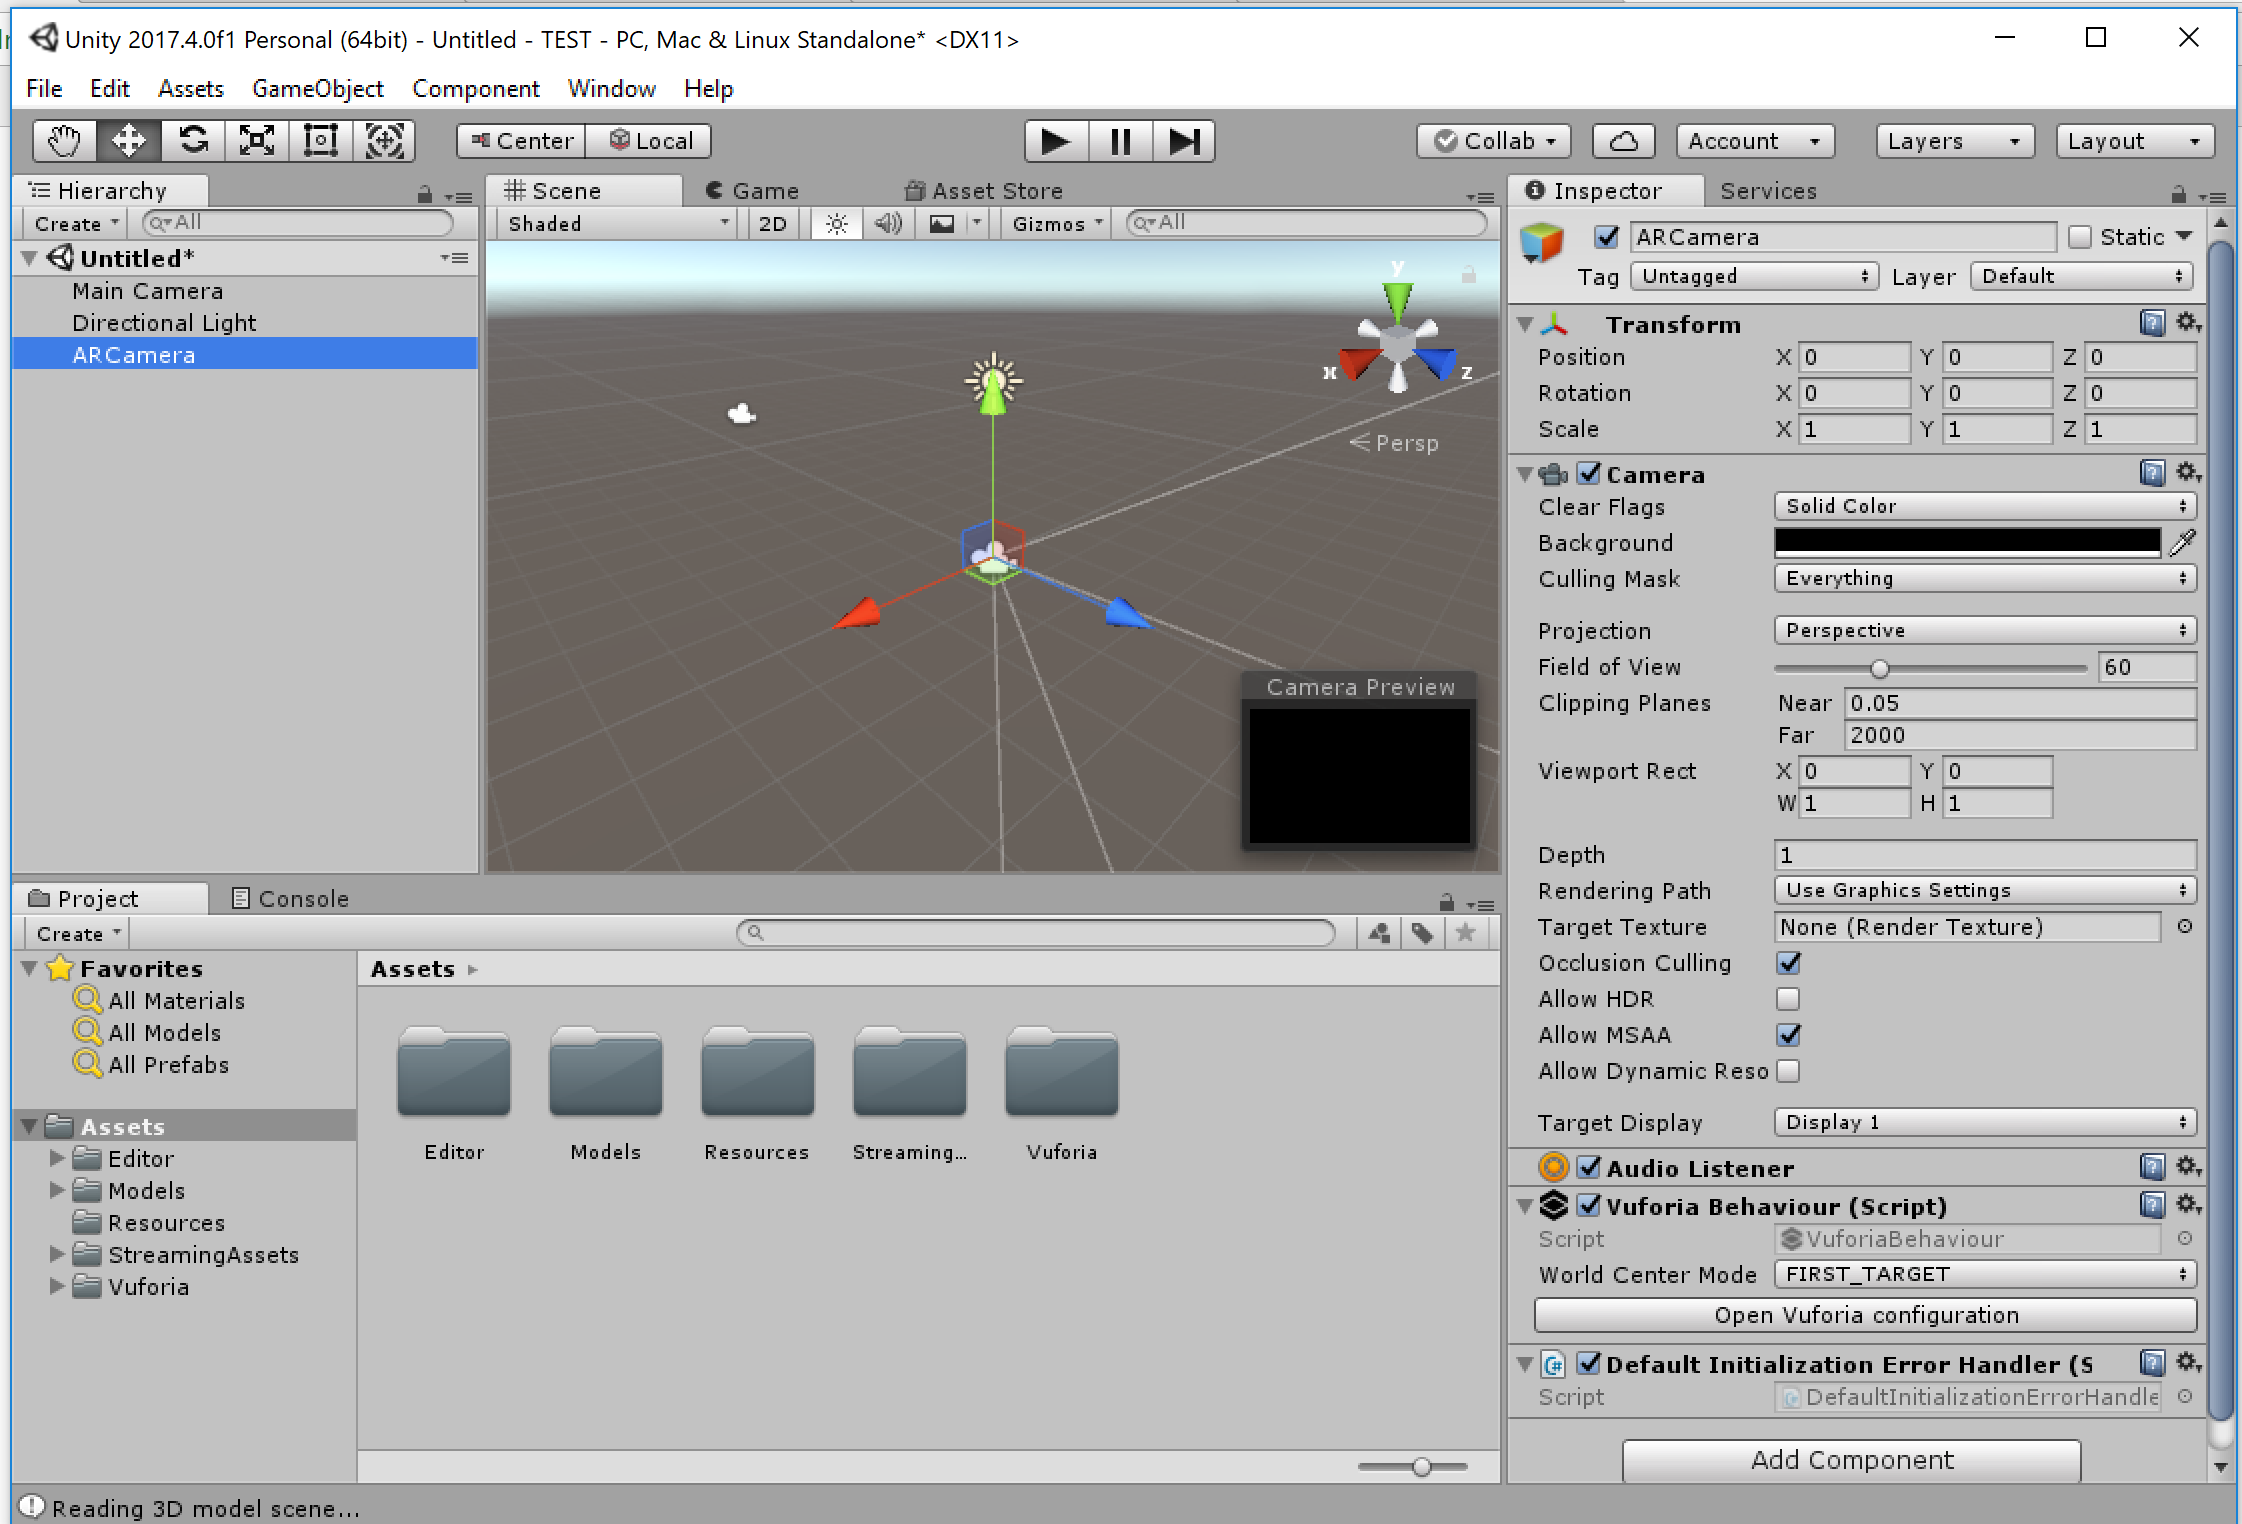 Unity 2017.4.0f1 Personal (64bit) - Untitled - TEST - PC, Mac & Linux Standalone* <DX11>
File Edit Assets GameObject Component Window Help
Center Local Collab Account Layers Layout
Hierarchy
Create All
Untitled*
Main Camera
Directional Light
ARCamera
Scene Game Asset Store
Shaded 2D Gizmos All
y
x z
Persp
Camera Preview
Project Console
Create
Favorites
All Materials
All Models
All Prefabs
Assets
Editor
Models
Resources
StreamingAssets
Vuforia
Assets
Editor Models Resources Streaming... Vuforia
Inspector Services
ARCamera Static
Tag Untagged Layer Default
Transform
Position X 0 Y 0 Z 0
Rotation X 0 Y 0 Z 0
Scale X 1 Y 1 Z 1
Camera
Clear Flags Solid Color
Background
Culling Mask Everything
Projection Perspective
Field of View 60
Clipping Planes Near 0.05
Far 2000
Viewport Rect X 0 Y 0
W 1 H 1
Depth 1
Rendering Path Use Graphics Settings
Target Texture None (Render Texture)
Occlusion Culling
Allow HDR
Allow MSAA
Allow Dynamic Reso
Target Display Display 1
Audio Listener
Vuforia Behaviour (Script)
Script VuforiaBehaviour
World Center Mode FIRST_TARGET
Open Vuforia configuration
C# Default Initialization Error Handler (S
Script DefaultInitializationErrorHandle
Add Component
Reading 3D model scene...